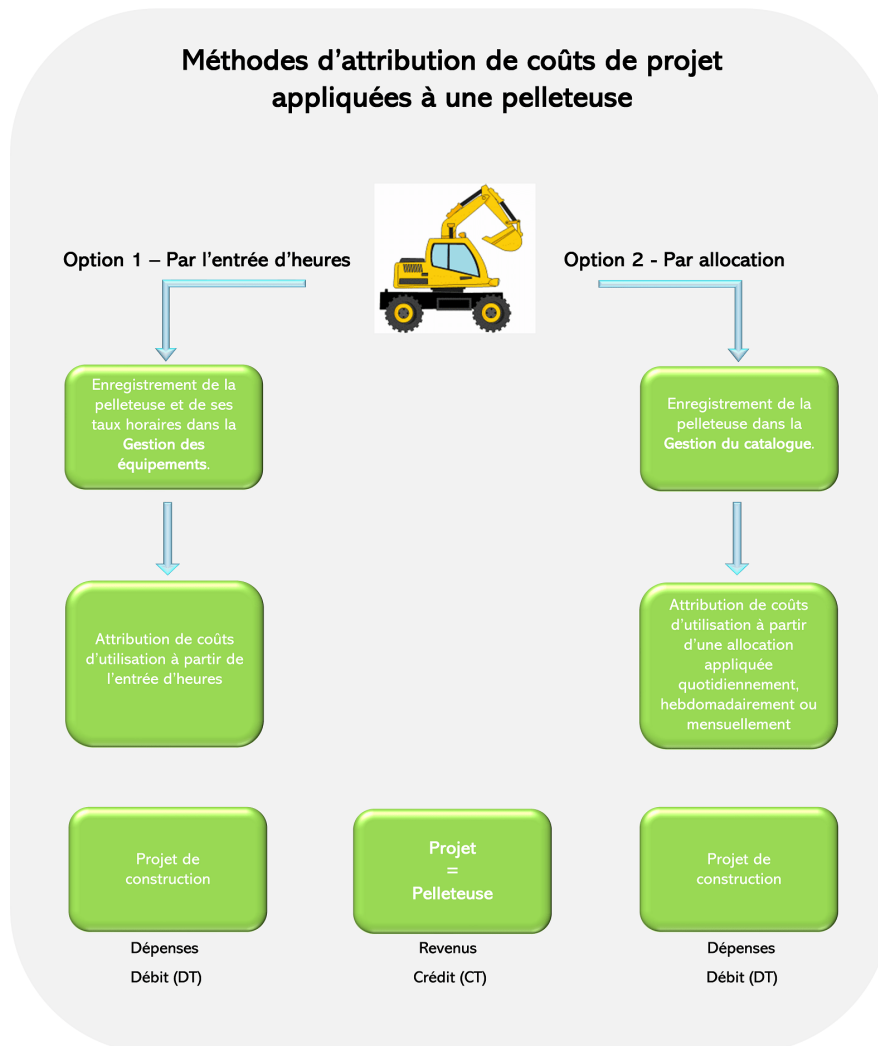 Méthodes d'attribution de coûts de projet
appliquées à une pelleteuse
Option 1 – Par l'entrée d'heures
Enregistrement de la
pelleteuse et de ses
taux horaires dans la
Gestion des
équipements.
Attribution de coûts
d'utilisation à partir de
l'entrée d'heures
Option 2 - Par allocation
Enregistrement de la
pelleteuse dans la
Gestion du catalogue.
Attribution de coûts
d'utilisation à partir
d'une allocation
appliquée
quotidiennement,
hebdomadairement ou
mensuellement
Projet de
construction
Dépenses
Débit (DT)
Projet
=
Pelleteuse
Revenus
Crédit (CT)
Projet de
construction
Dépenses
Débit (DT)